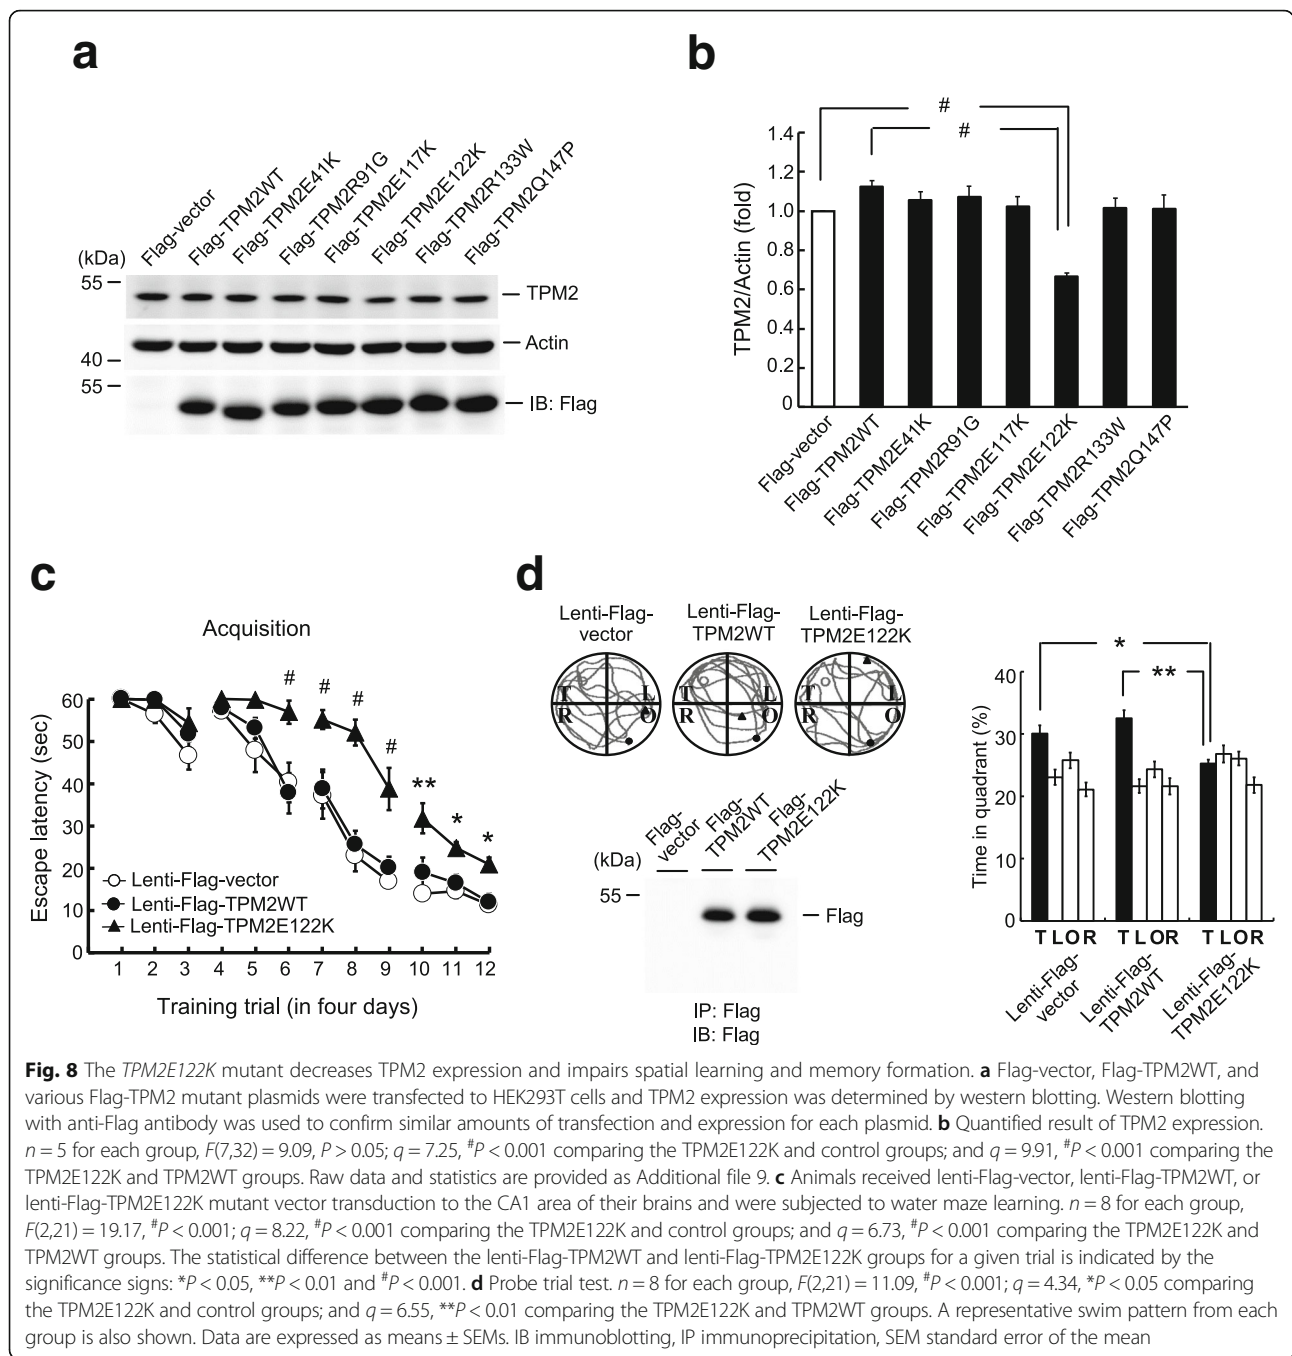 a
Flag-vector
Flag-TPM2WT
Flag-TPM2E41K
Flag-TPM2R91G
Flag-TPM2E117K
Flag-TPM2E122K
Flag-TPM2R133W
Flag-TPM2Q147P
(kDa)
55
TPM2
Actin
40
55
IB: Flag
b
#
#
TPM2/Actin (fold)
1.4
1.2
1.0
0.8
0.6
0.4
0.2
0
Flag-vector
Flag-TPM2WT
Flag-TPM2E41K
Flag-TPM2R91G
Flag-TPM2E117K
Flag-TPM2E122K
Flag-TPM2R133W
Flag-TPM2Q147P
c
Acquisition
Escape latency (sec)
60
50
40
30
20
10
0
# # # # ** * *
Lenti-Flag-vector
Lenti-Flag-TPM2WT
Lenti-Flag-TPM2E122K
1 2 3 4 5 6 7 8 9 10 11 12
Training trial (in four days)
d
Lenti-Flag-
vector
Lenti-Flag-
TPM2WT
Lenti-Flag-
TPM2E122K
T L
R O
T L
R O
T L
R O
Flag-
vector
Flag-
TPM2WT
Flag-
TPM2E122K
(kDa)
55
Flag
IP: Flag
IB: Flag
*
**
Time in quadrant (%)
40
30
20
10
0
T L O R T L O R T L O R
Lenti-Flag-
vector
Lenti-Flag-
TPM2WT
Lenti-Flag-
TPM2E122K
Fig. 8 The TPM2E122K mutant decreases TPM2 expression and impairs spatial learning and memory formation. a Flag-vector, Flag-TPM2WT, and
various Flag-TPM2 mutant plasmids were transfected to HEK293T cells and TPM2 expression was determined by western blotting. Western blotting
with anti-Flag antibody was used to confirm similar amounts of transfection and expression for each plasmid. b Quantified result of TPM2 expression.
n = 5 for each group, F(7,32) = 9.09, P > 0.05; q = 7.25, #P < 0.001 comparing the TPM2E122K and control groups; and q = 9.91, #P < 0.001 comparing the
TPM2E122K and TPM2WT groups. Raw data and statistics are provided as Additional file 9. c Animals received lenti-Flag-vector, lenti-Flag-TPM2WT, or
lenti-Flag-TPM2E122K mutant vector transduction to the CA1 area of their brains and were subjected to water maze learning. n = 8 for each group,
F(2,21) = 19.17, #P < 0.001; q = 8.22, #P < 0.001 comparing the TPM2E122K and control groups; and q = 6.73, #P < 0.001 comparing the TPM2E122K and
TPM2WT groups. The statistical difference between the lenti-Flag-TPM2WT and lenti-Flag-TPM2E122K groups for a given trial is indicated by the
significance signs: *P < 0.05, **P < 0.01 and #P < 0.001. d Probe trial test. n = 8 for each group, F(2,21) = 11.09, #P < 0.001; q = 4.34, *P < 0.05 comparing
the TPM2E122K and control groups; and q = 6.55, **P < 0.01 comparing the TPM2E122K and TPM2WT groups. A representative swim pattern from each
group is also shown. Data are expressed as means ± SEMs. IB immunoblotting, IP immunoprecipitation, SEM standard error of the mean